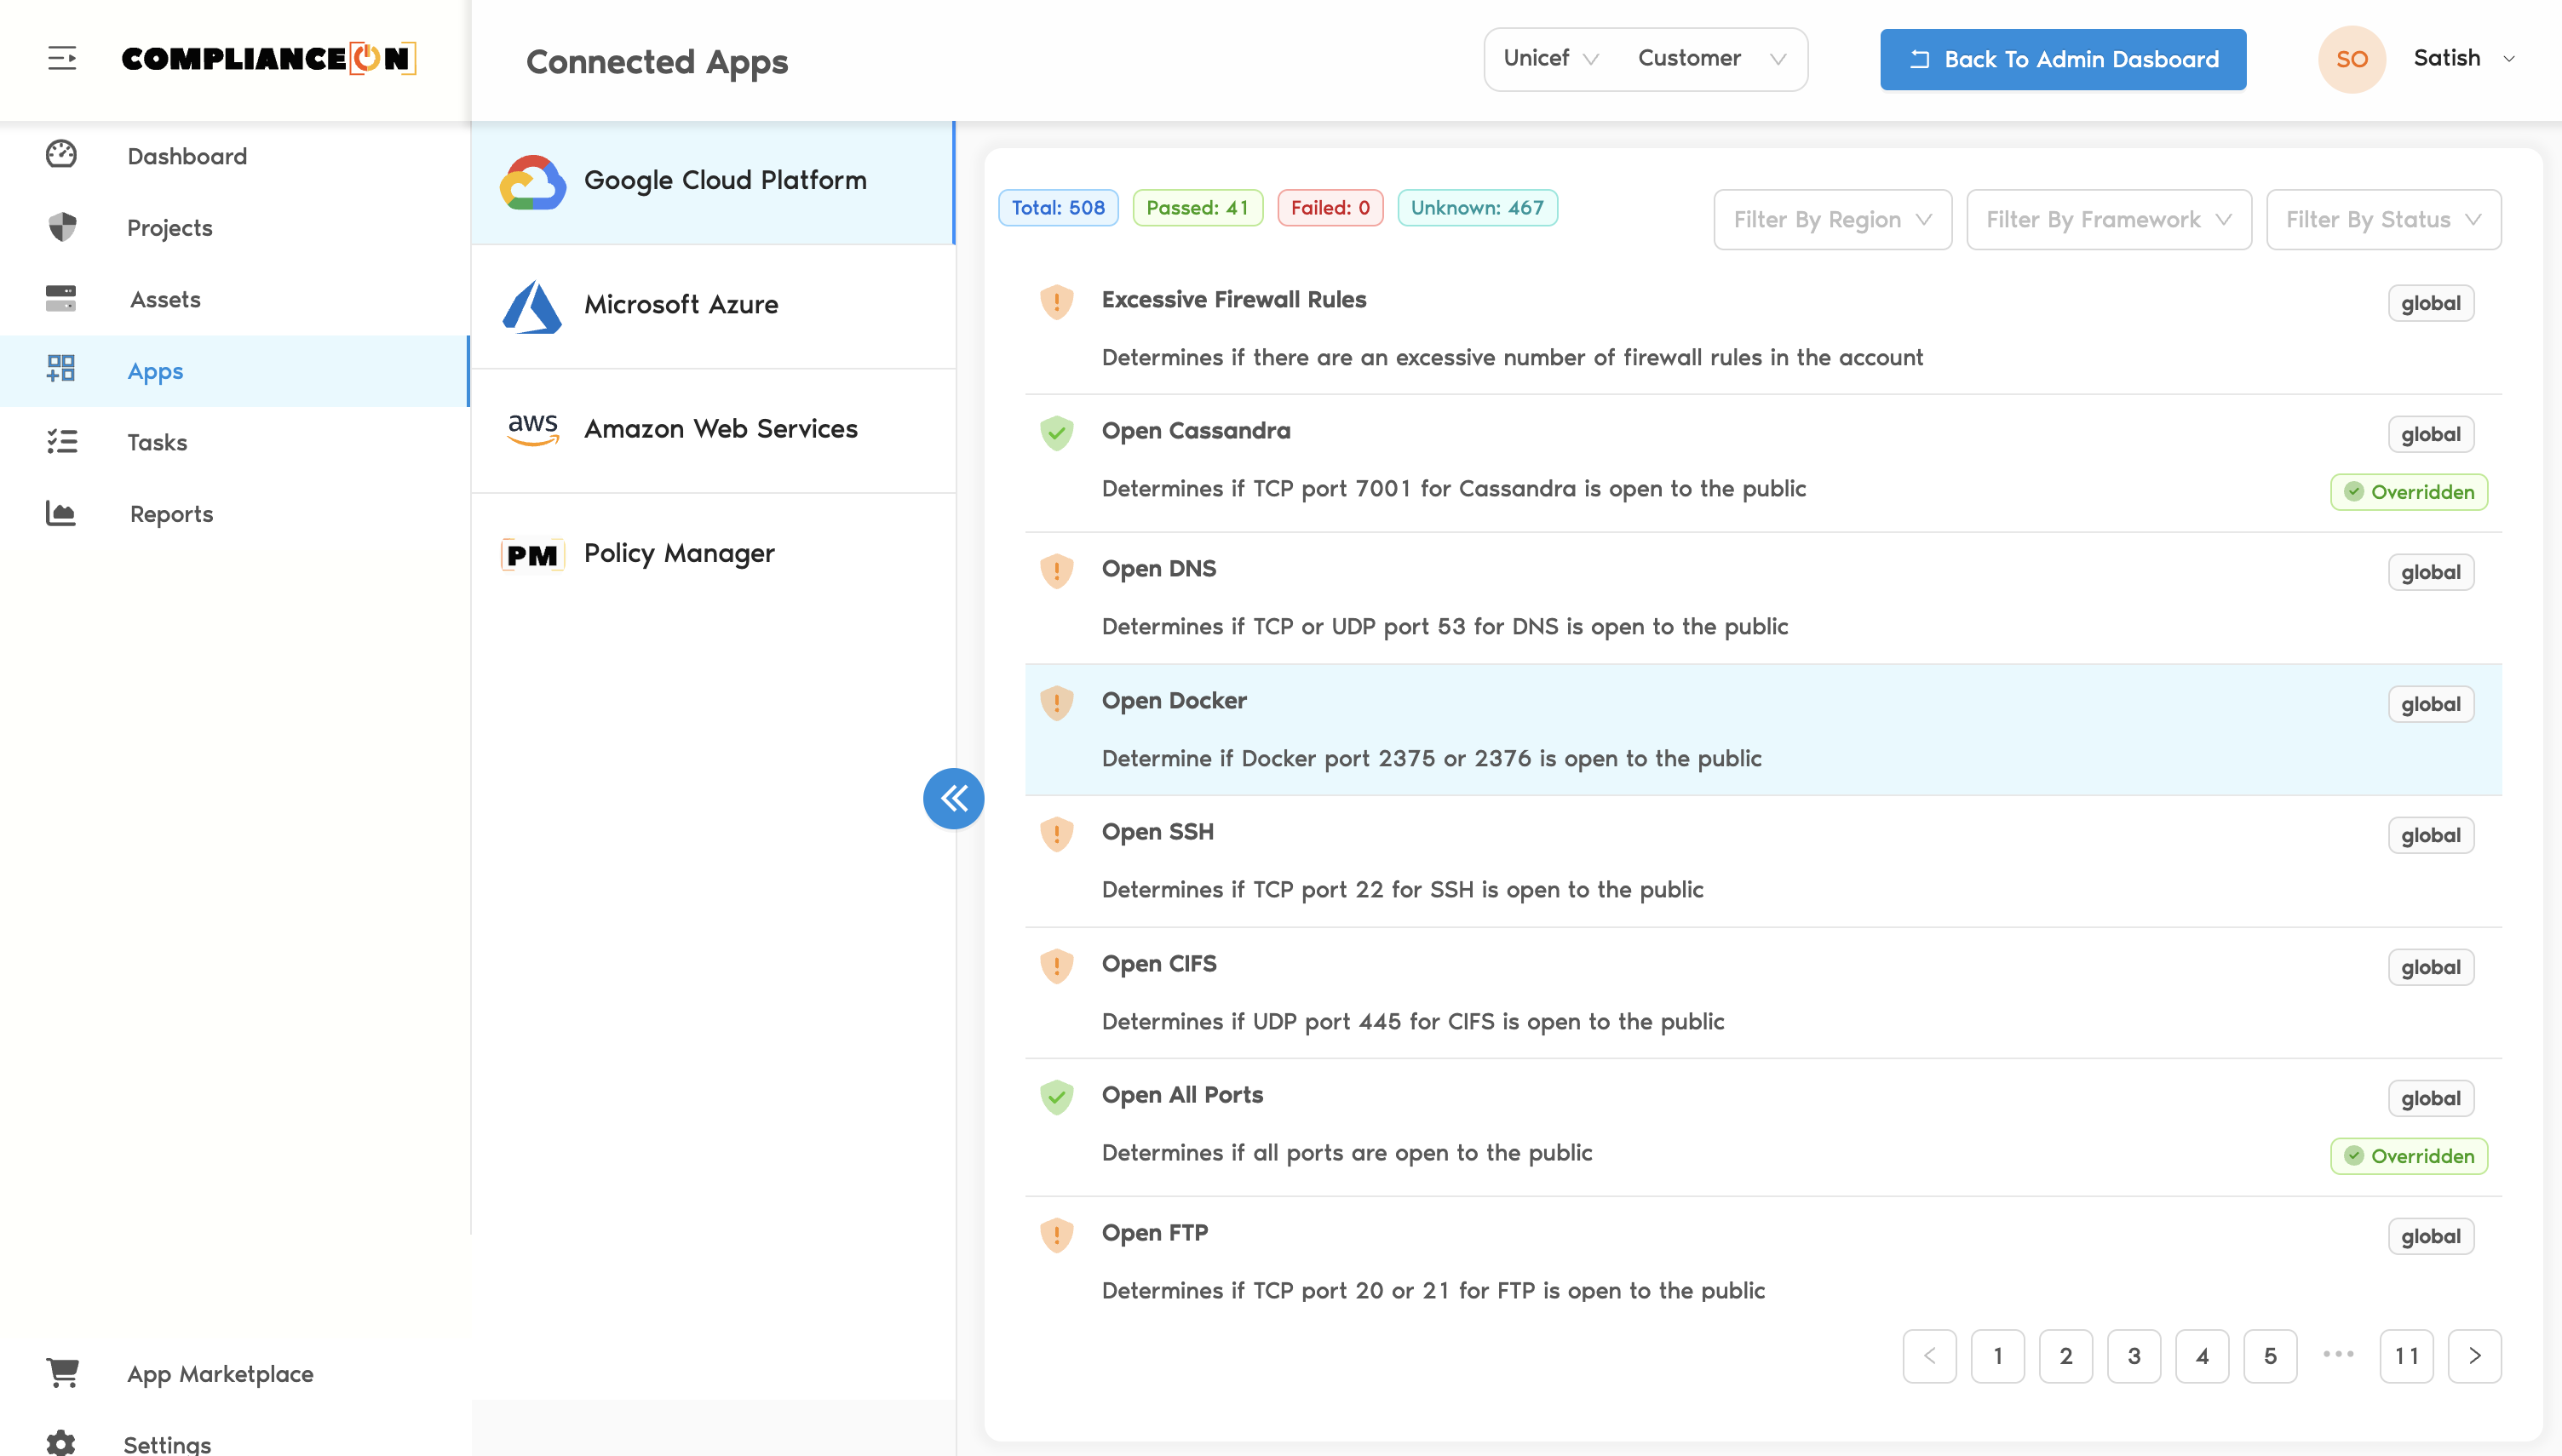 COMPLIANCEON
Connected Apps
Unicef
Customer
Back To Admin Dasboard
SO
Satish
Dashboard
Projects
Assets
Apps
Tasks
Reports
App Marketplace
Settings
Google Cloud Platform
Microsoft Azure
aws
Amazon Web Services
PM
Policy Manager
Total: 508
Passed: 41
Failed: 0
Unknown: 467
Filter By Region
Filter By Framework
Filter By Status
Excessive Firewall Rules
global
Determines if there are an excessive number of firewall rules in the account
Open Cassandra
global
Determines if TCP port 7001 for Cassandra is open to the public
Overridden
Open DNS
global
Determines if TCP or UDP port 53 for DNS is open to the public
Open Docker
global
Determine if Docker port 2375 or 2376 is open to the public
Open SSH
global
Determines if TCP port 22 for SSH is open to the public
Open CIFS
global
Determines if UDP port 445 for CIFS is open to the public
Open All Ports
global
Determines if all ports are open to the public
Overridden
Open FTP
global
Determines if TCP port 20 or 21 for FTP is open to the public
1 2 3 4 5 ••• 11